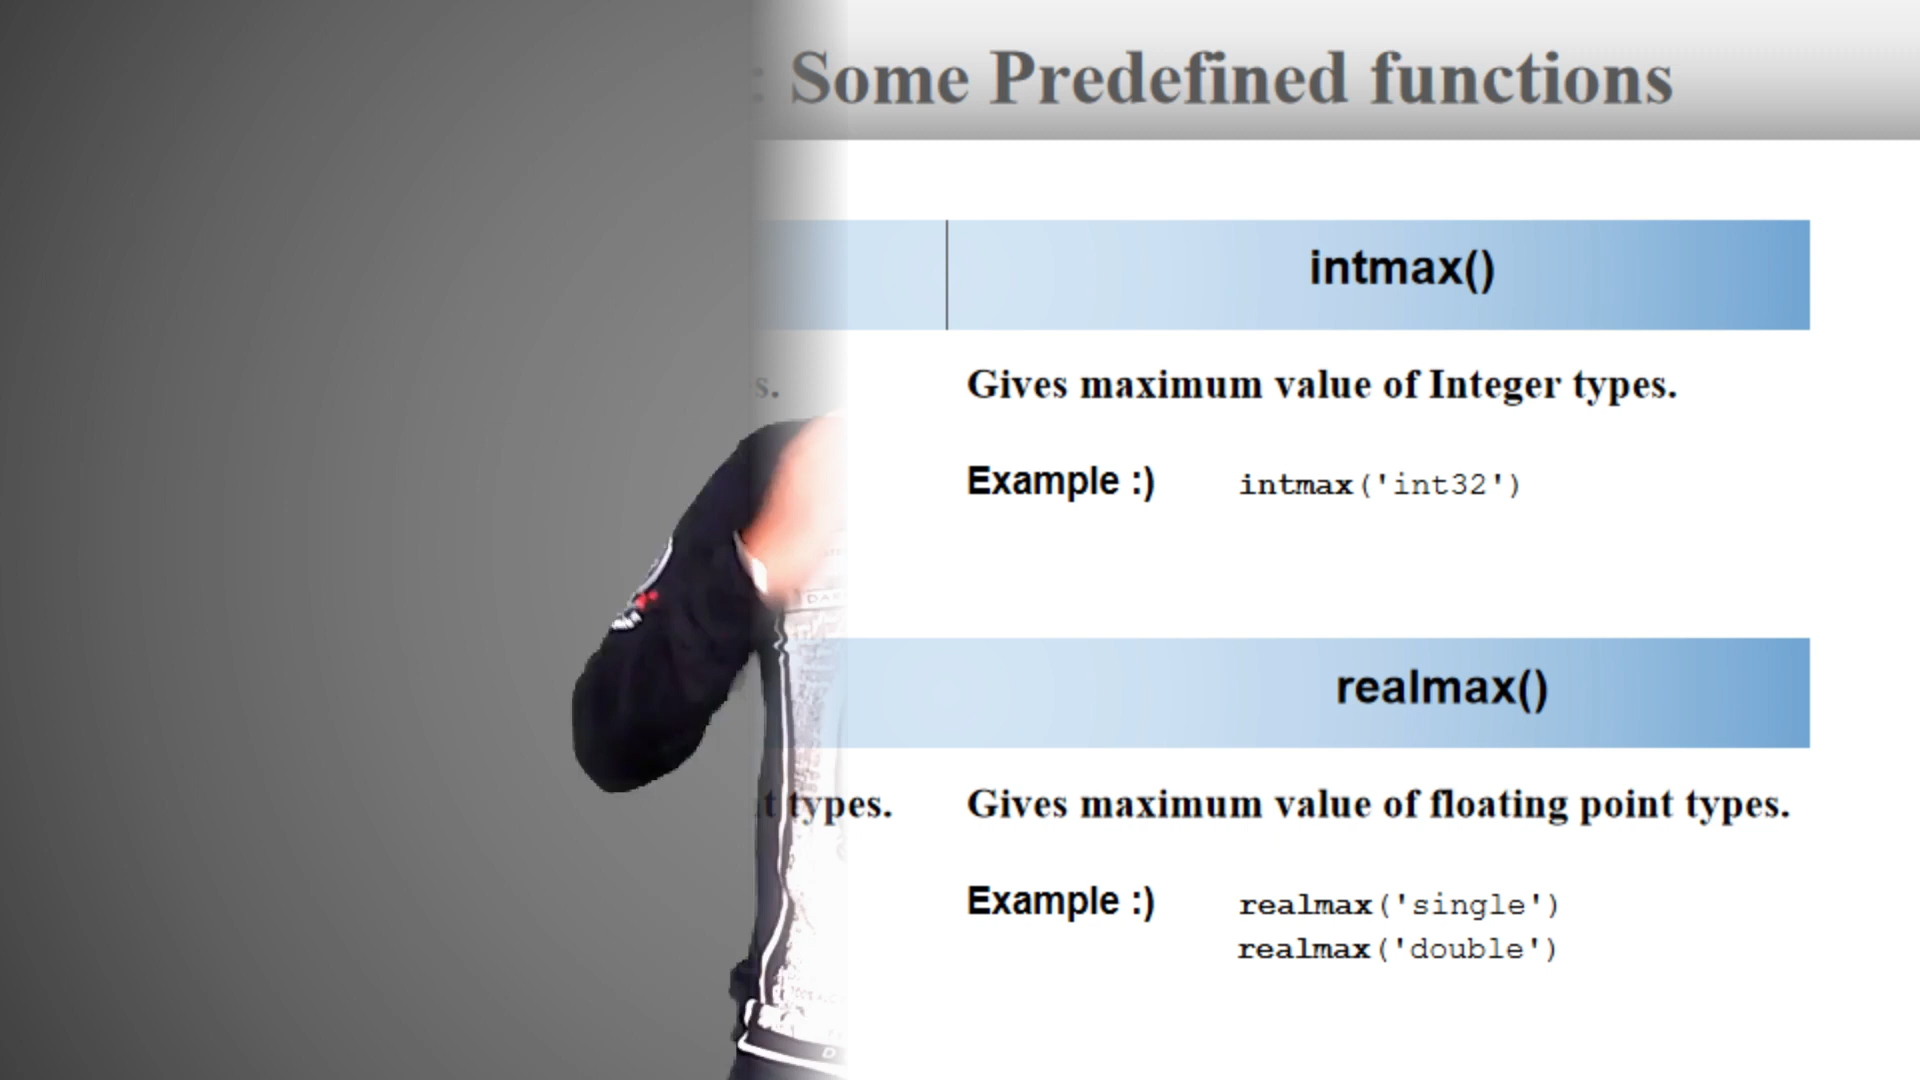 : Some Predefined functions
intmax()
s.
Gives maximum value of Integer types.
Example :) intmax('int32')
realmax()
t types.
Gives maximum value of floating point types.
Example :) realmax('single')
realmax('double')